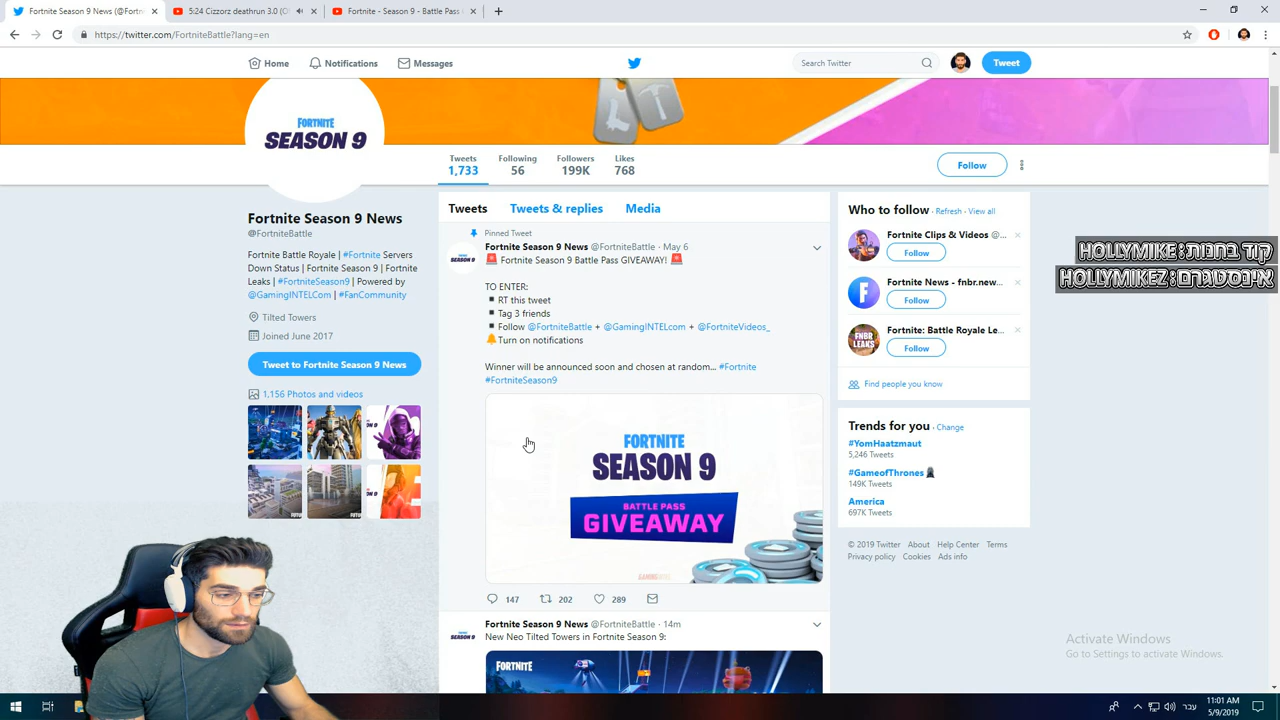 Fortnite Season 9 News (@Fortn
5:24 Cizzorz deathrun 3.0 (O
Fortnite - Season 9 - Battle Pass
https://twitter.com/FortniteBattle?lang=en
Home
Notifications
Messages
Search Twitter
Tweet
FORTNITE
SEASON 9
Tweets
1,733
Following
56
Followers
199K
Likes
768
Follow
Fortnite Season 9 News
@FortniteBattle
Fortnite Battle Royale | #Fortnite Servers
Down Status | Fortnite Season 9 | Fortnite
Leaks | #FortniteSeason9 | Powered by
@GamingINTELCom | #FanCommunity
Tilted Towers
Joined June 2017
Tweet to Fortnite Season 9 News
1,156 Photos and videos
Tweets
Tweets & replies
Media
Pinned Tweet
Fortnite Season 9 News @FortniteBattle · May 6
Fortnite Season 9 Battle Pass GIVEAWAY!
TO ENTER:
RT this tweet
Tag 3 friends
Follow @FortniteBattle + @GamingINTELcom + @FortniteVideos_
Turn on notifications
Winner will be announced soon and chosen at random... #Fortnite
#FortniteSeason9
FORTNITE
SEASON 9
BATTLE PASS
GIVEAWAY
147
202
289
Fortnite Season 9 News @FortniteBattle · 14m
New Neo Tilted Towers in Fortnite Season 9:
FORTNITE
Who to follow · Refresh · View all
Fortnite Clips & Videos @...
Follow
Fortnite News - fnbr.new...
Follow
FNBR
LEAKS
Fortnite: Battle Royale Le...
Follow
Find people you know
Trends for you · Change
#YomHaatzmaut
5,246 Tweets
#GameofThrones
149K Tweets
America
697K Tweets
© 2019 Twitter About Help Center Terms
Privacy policy Cookies Ads info
קוד בחנות: HOLLYMIKE
אינסטגרם: HOLLYMIKEZ
Activate Windows
Go to Settings to activate Windows.
עבר
11:01 AM
5/9/2019